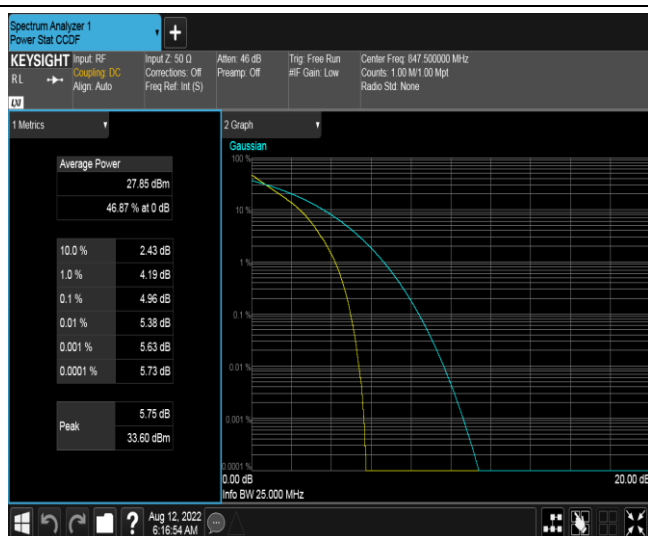 Spectrum Analyzer 1
Power Stat CCDF
+
KEYSIGHT
RL
LXI
Input: RF
Coupling: DC
Align: Auto
Input Z: 50 Ω
Corrections: Off
Freq Ref: Int (S)
Atten: 46 dB
Preamp: Off
Trig: Free Run
#IF Gain: Low
Center Freq: 847.500000 MHz
Counts: 1.00 M/1.00 Mpt
Radio Std: None
1 Metrics
Average Power
27.85 dBm
46.87 % at 0 dB
10.0 % 2.43 dB
1.0 % 4.19 dB
0.1 % 4.96 dB
0.01 % 5.38 dB
0.001 % 5.63 dB
0.0001 % 5.73 dB
Peak
5.75 dB
33.60 dBm
2 Graph
Gaussian
100 %
10 %
1 %
0.1 %
0.01 %
0.001 %
0.0001 %
0.00 dB
20.00 dB
Info BW 25.000 MHz
?
Aug 12, 2022
6:16:54 AM